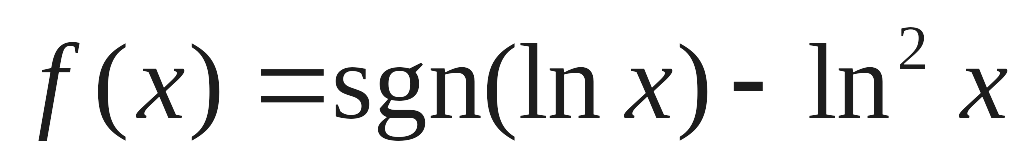 f (x) =sgn(ln x) - ln² x